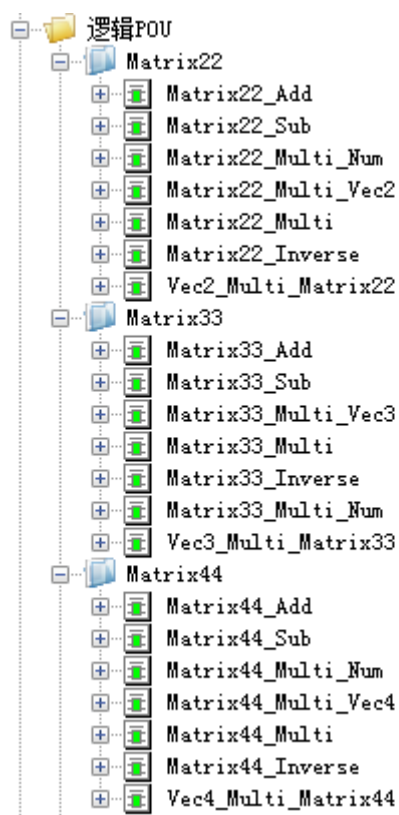 逻辑POU
Matrix22
Matrix22_Add
Matrix22_Sub
Matrix22_Multi_Num
Matrix22_Multi_Vec2
Matrix22_Multi
Matrix22_Inverse
Vec2_Multi_Matrix22
Matrix33
Matrix33_Add
Matrix33_Sub
Matrix33_Multi_Vec3
Matrix33_Multi
Matrix33_Inverse
Matrix33_Multi_Num
Vec3_Multi_Matrix33
Matrix44
Matrix44_Add
Matrix44_Sub
Matrix44_Multi_Num
Matrix44_Multi_Vec4
Matrix44_Multi
Matrix44_Inverse
Vec4_Multi_Matrix44